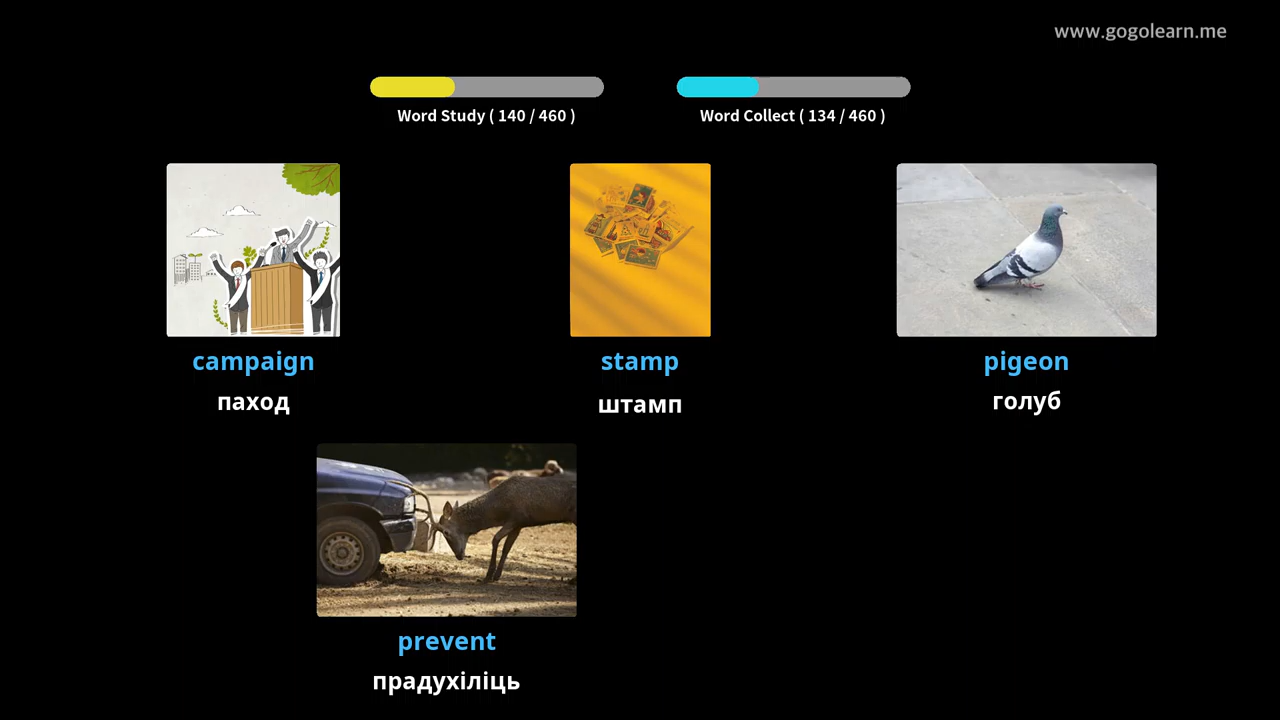 www.gogolearn.me
Word Study ( 140 / 460 )
Word Collect ( 134 / 460 )
campaign
паход
stamp
штамп
pigeon
голуб
prevent
прадухіліць